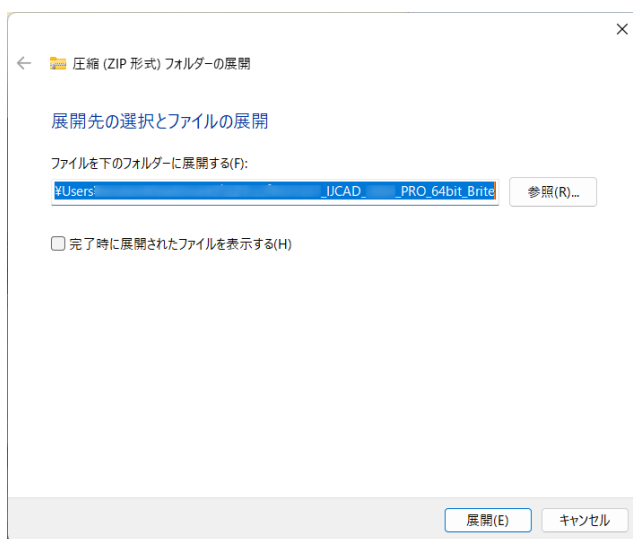 圧縮 (ZIP 形式) フォルダーの展開
展開先の選択とファイルの展開
ファイルを下のフォルダーに展開する(F):
¥Users _IJCAD_ _PRO_64bit_Brite
参照(R)...
完了時に展開されたファイルを表示する(H)
展開(E)
キャンセル